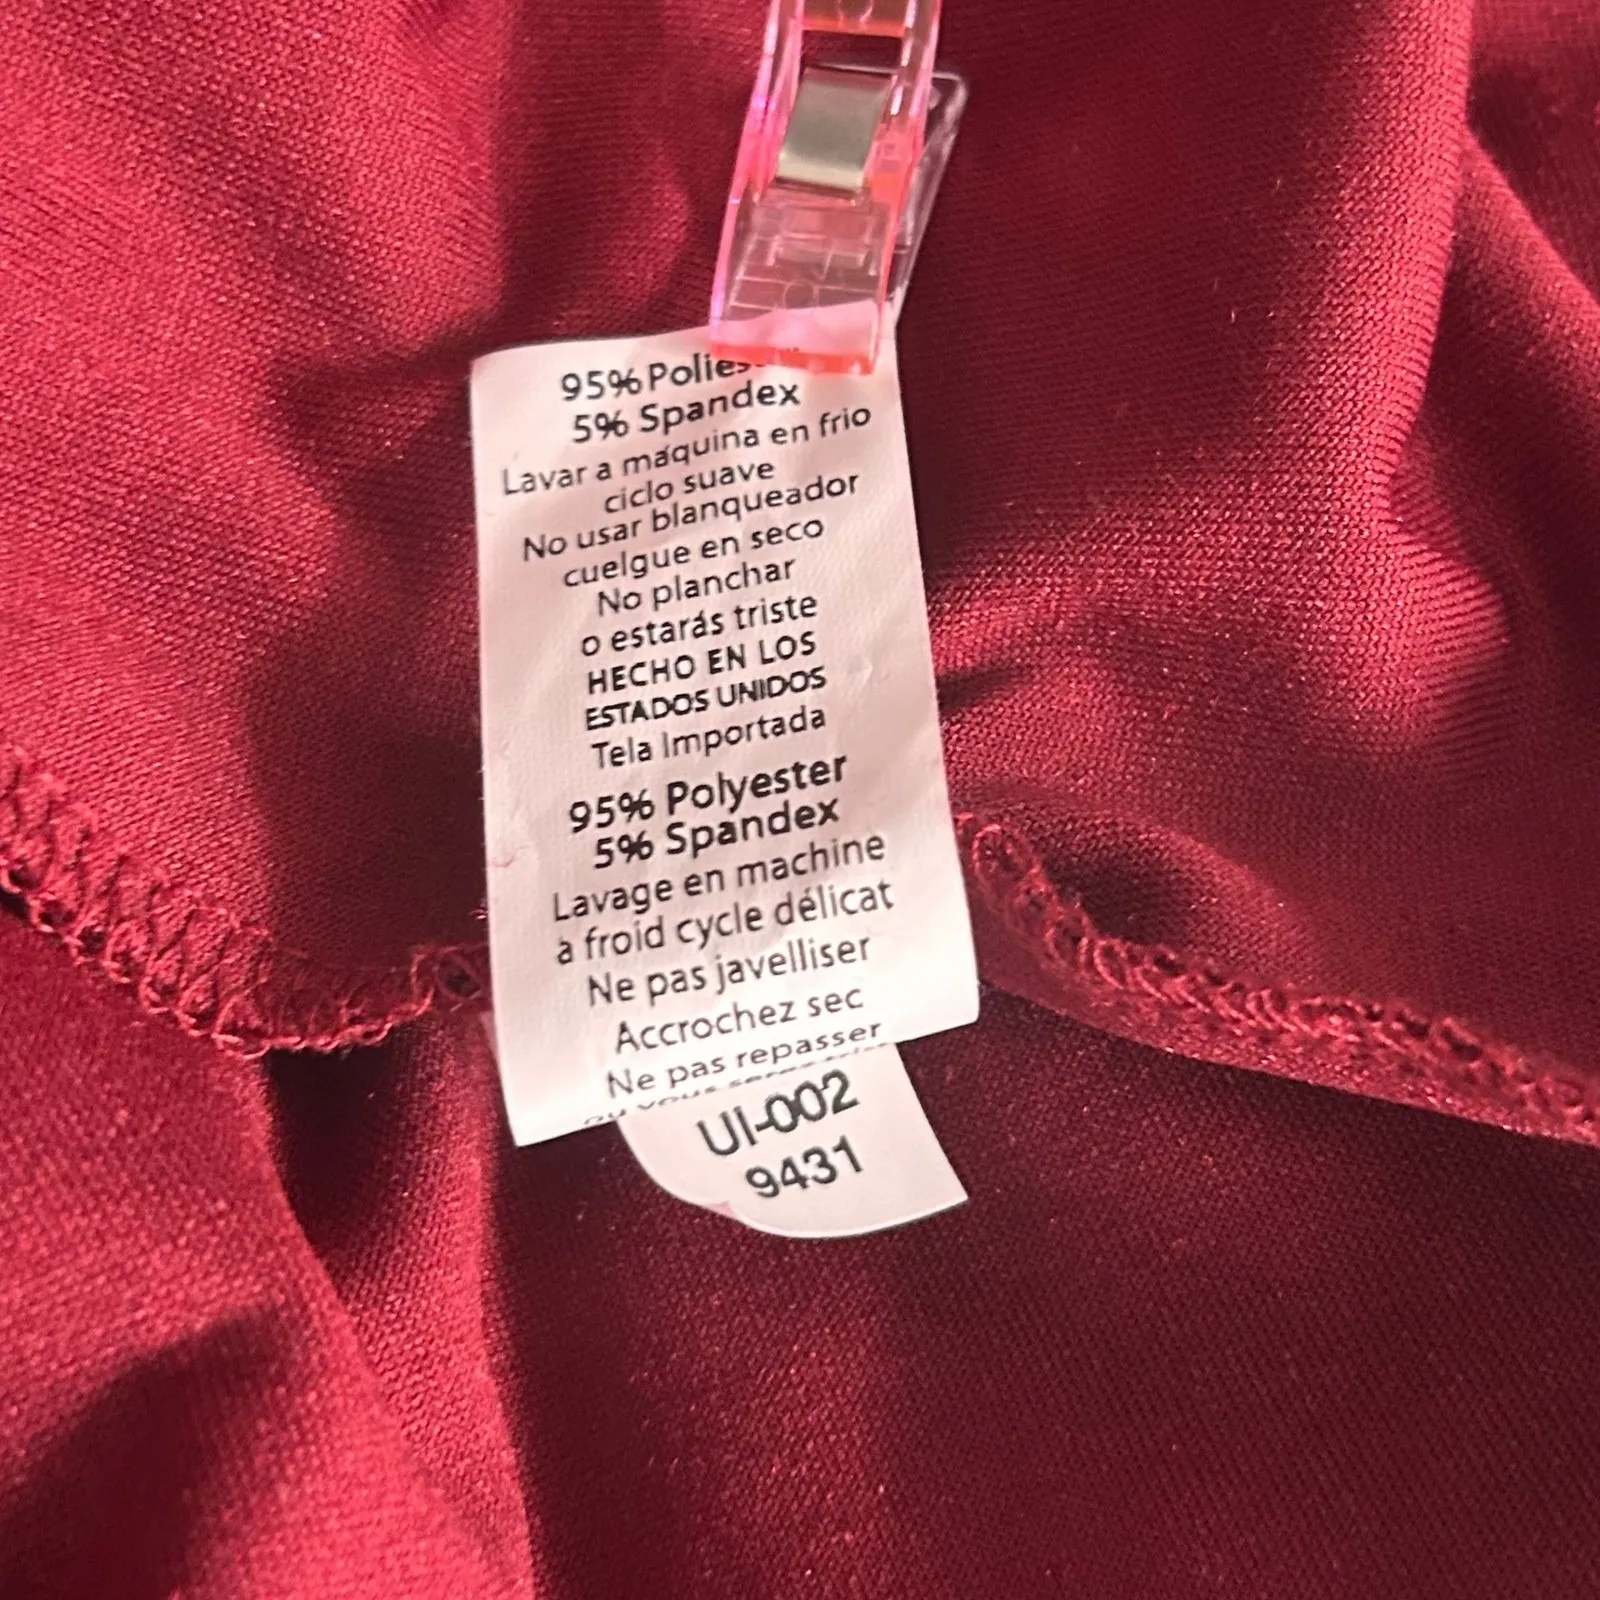 95% Polies
5% Spandex
Lavar a máquina en frio
ciclo suave
No usar blanqueador
cuelgue en seco
No planchar
o estarás triste
HECHO EN LOS
ESTADOS UNIDOS
Tela Importada
95% Polyester
5% Spandex
Lavage en machine
à froid cycle délicat
Ne pas javelliser
Accrochez sec
Ne pas repasser
ou vous
UI-002
9431